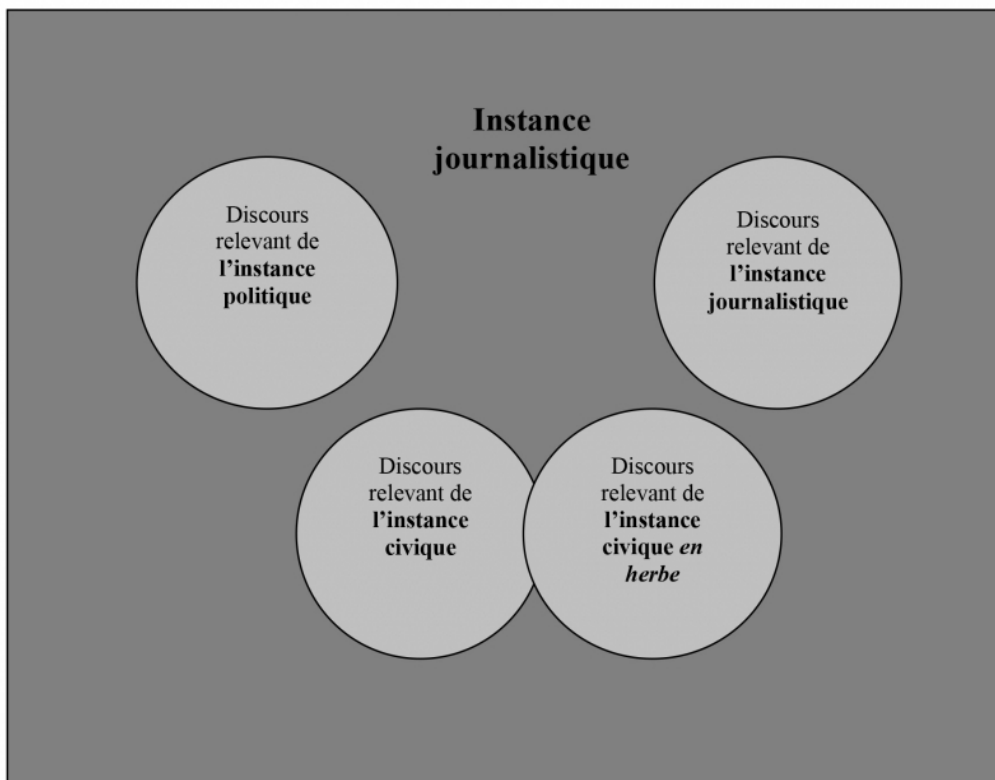 Instance
journalistique
Discours
relevant de
l’instance
politique
Discours
relevant de
l’instance
journalistique
Discours
relevant de
l’instance
civique
Discours
relevant de
l’instance
civique en
herbe